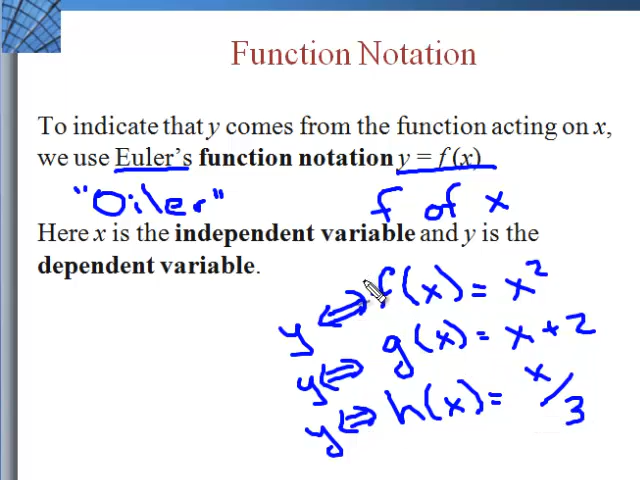 Function Notation
To indicate that y comes from the function acting on x,
we use Euler's function notation y = f (x)
"Oiler" f of x
Here x is the independent variable and y is the
dependent variable.
y ⇔ f(x) = x²
y ⇔ g(x) = x + 2
y ⇔ h(x) = x/3